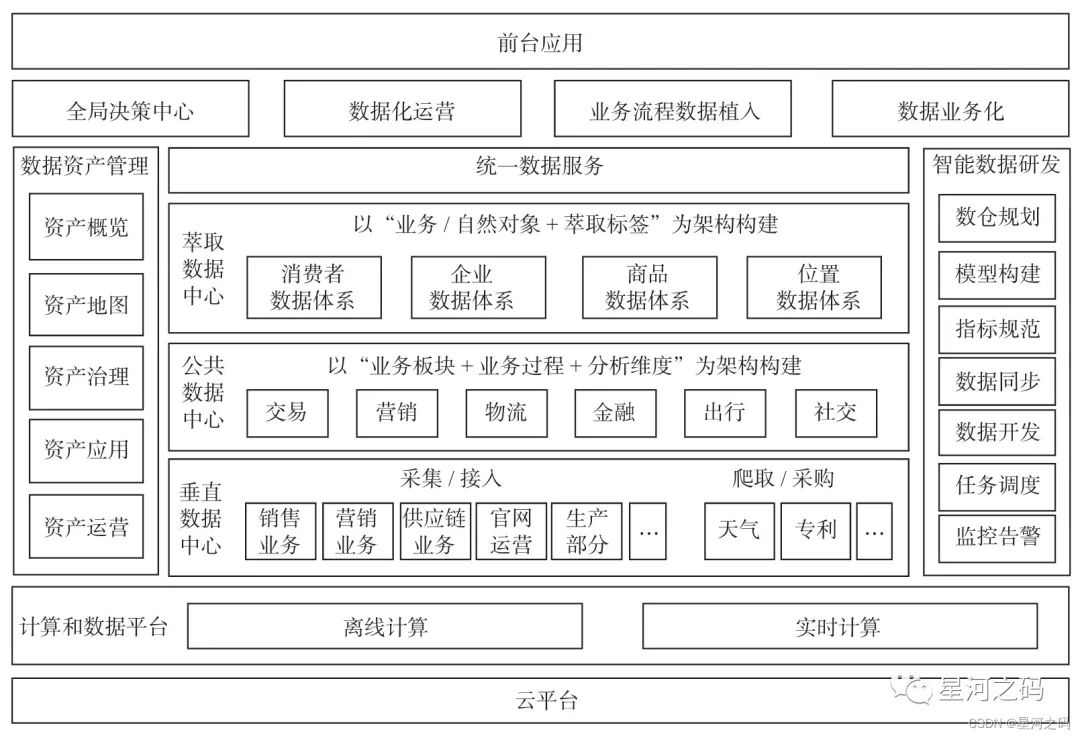 前台应用
全局决策中心
数据化运营
业务流程数据植入
数据业务化
数据资产管理
资产概览
资产地图
资产治理
资产应用
资产运营
统一数据服务
萃取
数据
中心
以“业务 / 自然对象 + 萃取标签”为架构构建
消费者
数据体系
企业
数据体系
商品
数据体系
位置
数据体系
公共
数据
中心
以“业务板块 + 业务过程 + 分析维度”为架构构建
交易
营销
物流
金融
出行
社交
垂直
数据
中心
采集 / 接入
销售
业务
营销
业务
供应链
业务
官网
运营
生产
部分
…
爬取 / 采购
天气
专利
…
智能数据研发
数仓规划
模型构建
指标规范
数据同步
数据开发
任务调度
监控告警
计算和数据平台
离线计算
实时计算
云平台
星河之码
CSDN @星河之码